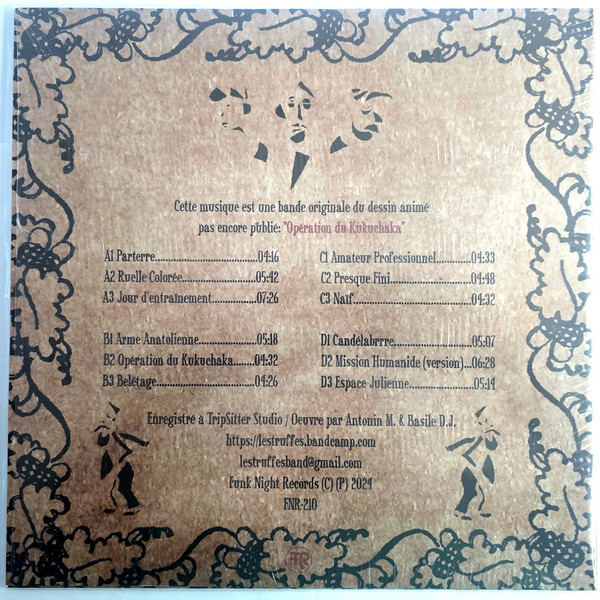 Cette musique est une bande originale du dessin animé
pas encore publié: "Opération du Kukuchaka"
A1 Parterre..............................04:16
A2 Ruelle Colorée......................05:42
A3 Jour d'entraînement.............07:26
B1 Arme Anatolienne.................05:18
B2 Opération du Kukuchaka........04:32
B3 Belétage............................04:26
C1 Amateur Professionnel..........04:33
C2 Presque Fini........................04:48
C3 Naïf....................................04:32
D1 Candélabrre........................05:07
D2 Mission Humanide (version)..06:28
D3 Espace Julienne...................05:14
Enregistré à TripSitter Studio / Oeuvre par Antonin M. & Basile D.J.
https://lestruffes.bandcamp.com
lestruffesband@gmail.com
Funk Night Records (C) (P) 2024
FNR-210